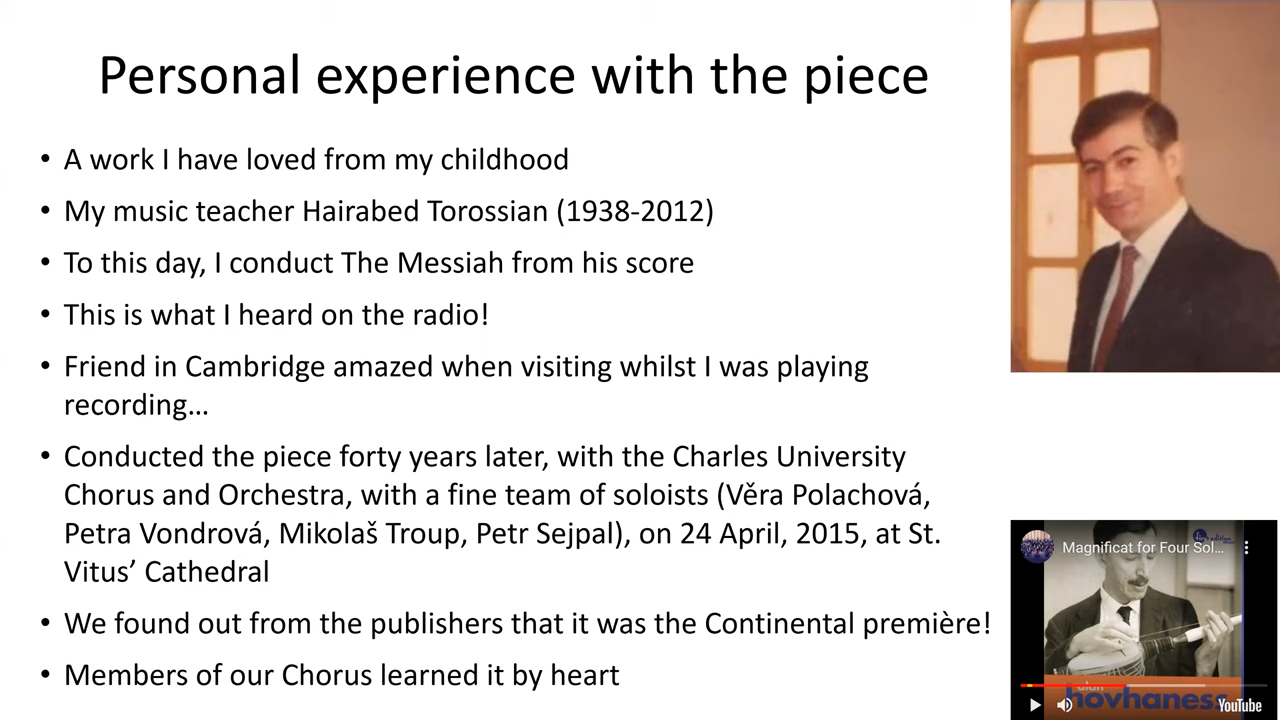 Personal experience with the piece
• A work I have loved from my childhood
• My music teacher Hairabed Torossian (1938-2012)
• To this day, I conduct The Messiah from his score
• This is what I heard on the radio!
• Friend in Cambridge amazed when visiting whilst I was playing
recording…
• Conducted the piece forty years later, with the Charles University
Chorus and Orchestra, with a fine team of soloists (Věra Polachová,
Petra Vondrová, Mikolaš Troup, Petr Sejpal), on 24 April, 2015, at St.
Vitus’ Cathedral
• We found out from the publishers that it was the Continental première!
• Members of our Chorus learned it by heart
Magnificat for Four Sol...
alan
hovhaness
YouTube